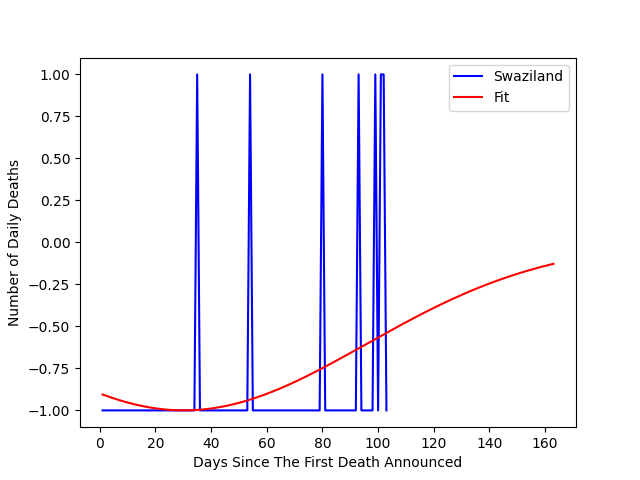 Swaziland
Fit
1.00
0.75
0.50
0.25
0.00
−0.25
−0.50
−0.75
−1.00
Number of Daily Deaths
0 20 40 60 80 100 120 140 160
Days Since The First Death Announced